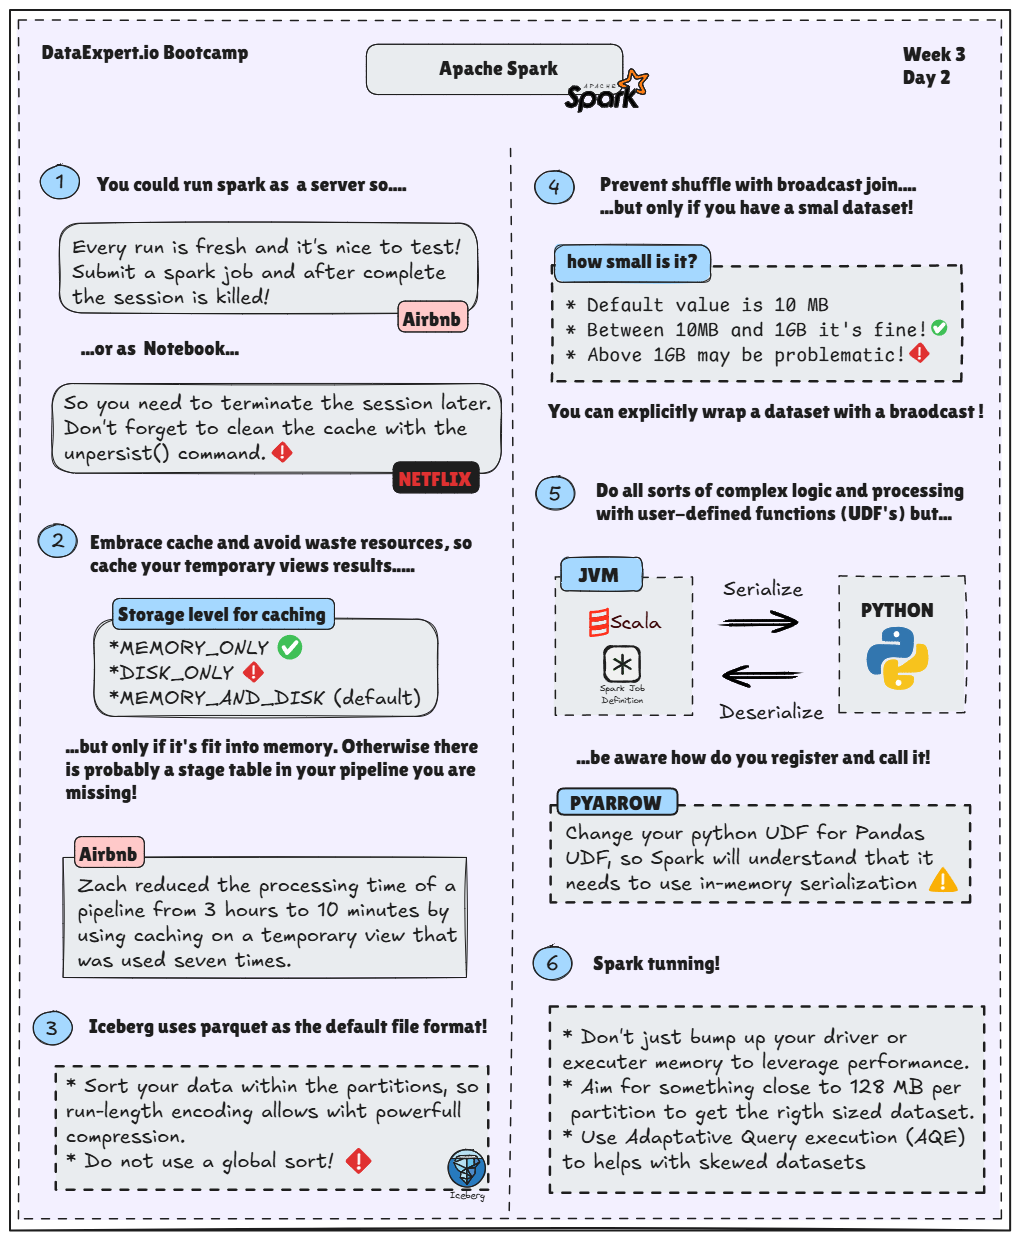 DataExpert.io Bootcamp
Apache Spark
APACHE
Spark
Week 3
Day 2
1
You could run spark as a server so....
Every run is fresh and it's nice to test!
Submit a spark job and after complete
the session is killed!
Airbnb
...or as Notebook...
So you need to terminate the session later.
Don't forget to clean the cache with the
unpersist() command.
NETFLIX
2
Embrace cache and avoid waste resources, so
cache your temporary views results.....
Storage level for caching
*MEMORY_ONLY
*DISK_ONLY
*MEMORY_AND_DISK (default)
...but only if it's fit into memory. Otherwise there
is probably a stage table in your pipeline you are
missing!
Airbnb
Zach reduced the processing time of a
pipeline from 3 hours to 10 minutes by
using caching on a temporary view that
was used seven times.
3
Iceberg uses parquet as the default file format!
* Sort your data within the partitions, so
run-length encoding allows wiht powerfull
compression.
* Do not use a global sort!
Iceberg
4
Prevent shuffle with broadcast join....
...but only if you have a smal dataset!
how small is it?
* Default value is 10 MB
* Between 10MB and 1GB it's fine!
* Above 1GB may be problematic!
You can explicitly wrap a dataset with a braodcast !
5
Do all sorts of complex logic and processing
with user-defined functions (UDF's) but...
JVM
Scala
Spark Job
Definition
Serialize
Deserialize
PYTHON
...be aware how do you register and call it!
PYARROW
Change your python UDF for Pandas
UDF, so Spark will understand that it
needs to use in-memory serialization
6
Spark tunning!
* Don't just bump up your driver or
executer memory to leverage performance.
* Aim for something close to 128 MB per
partition to get the rigth sized dataset.
* Use Adaptative Query execution (AQE)
to helps with skewed datasets